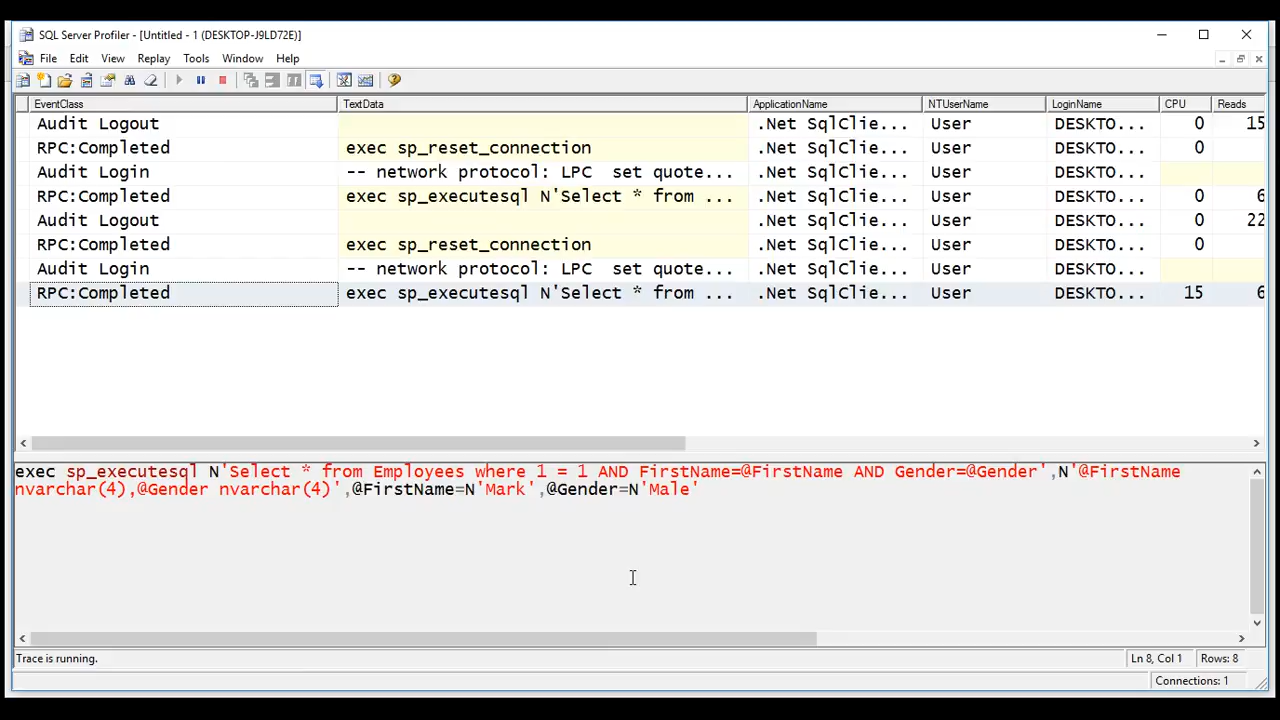 SQL Server Profiler - [Untitled - 1 (DESKTOP-J9LD72E)]
File Edit View Replay Tools Window Help
EventClass TextData ApplicationName NTUserName LoginName CPU Reads
Audit Logout .Net SqlClie... User DESKTO... 0 15
RPC:Completed exec sp_reset_connection .Net SqlClie... User DESKTO... 0
Audit Login -- network protocol: LPC set quote... .Net SqlClie... User DESKTO...
RPC:Completed exec sp_executesql N'Select * from ... .Net SqlClie... User DESKTO... 0 6
Audit Logout .Net SqlClie... User DESKTO... 0 22
RPC:Completed exec sp_reset_connection .Net SqlClie... User DESKTO... 0
Audit Login -- network protocol: LPC set quote... .Net SqlClie... User DESKTO...
RPC:Completed exec sp_executesql N'Select * from ... .Net SqlClie... User DESKTO... 15 6
exec sp_executesql N'Select * from Employees where 1 = 1 AND FirstName=@FirstName AND Gender=@Gender',N'@FirstName
nvarchar(4),@Gender nvarchar(4)',@FirstName=N'Mark',@Gender=N'Male'
Trace is running. Ln 8, Col 1 Rows: 8
Connections: 1